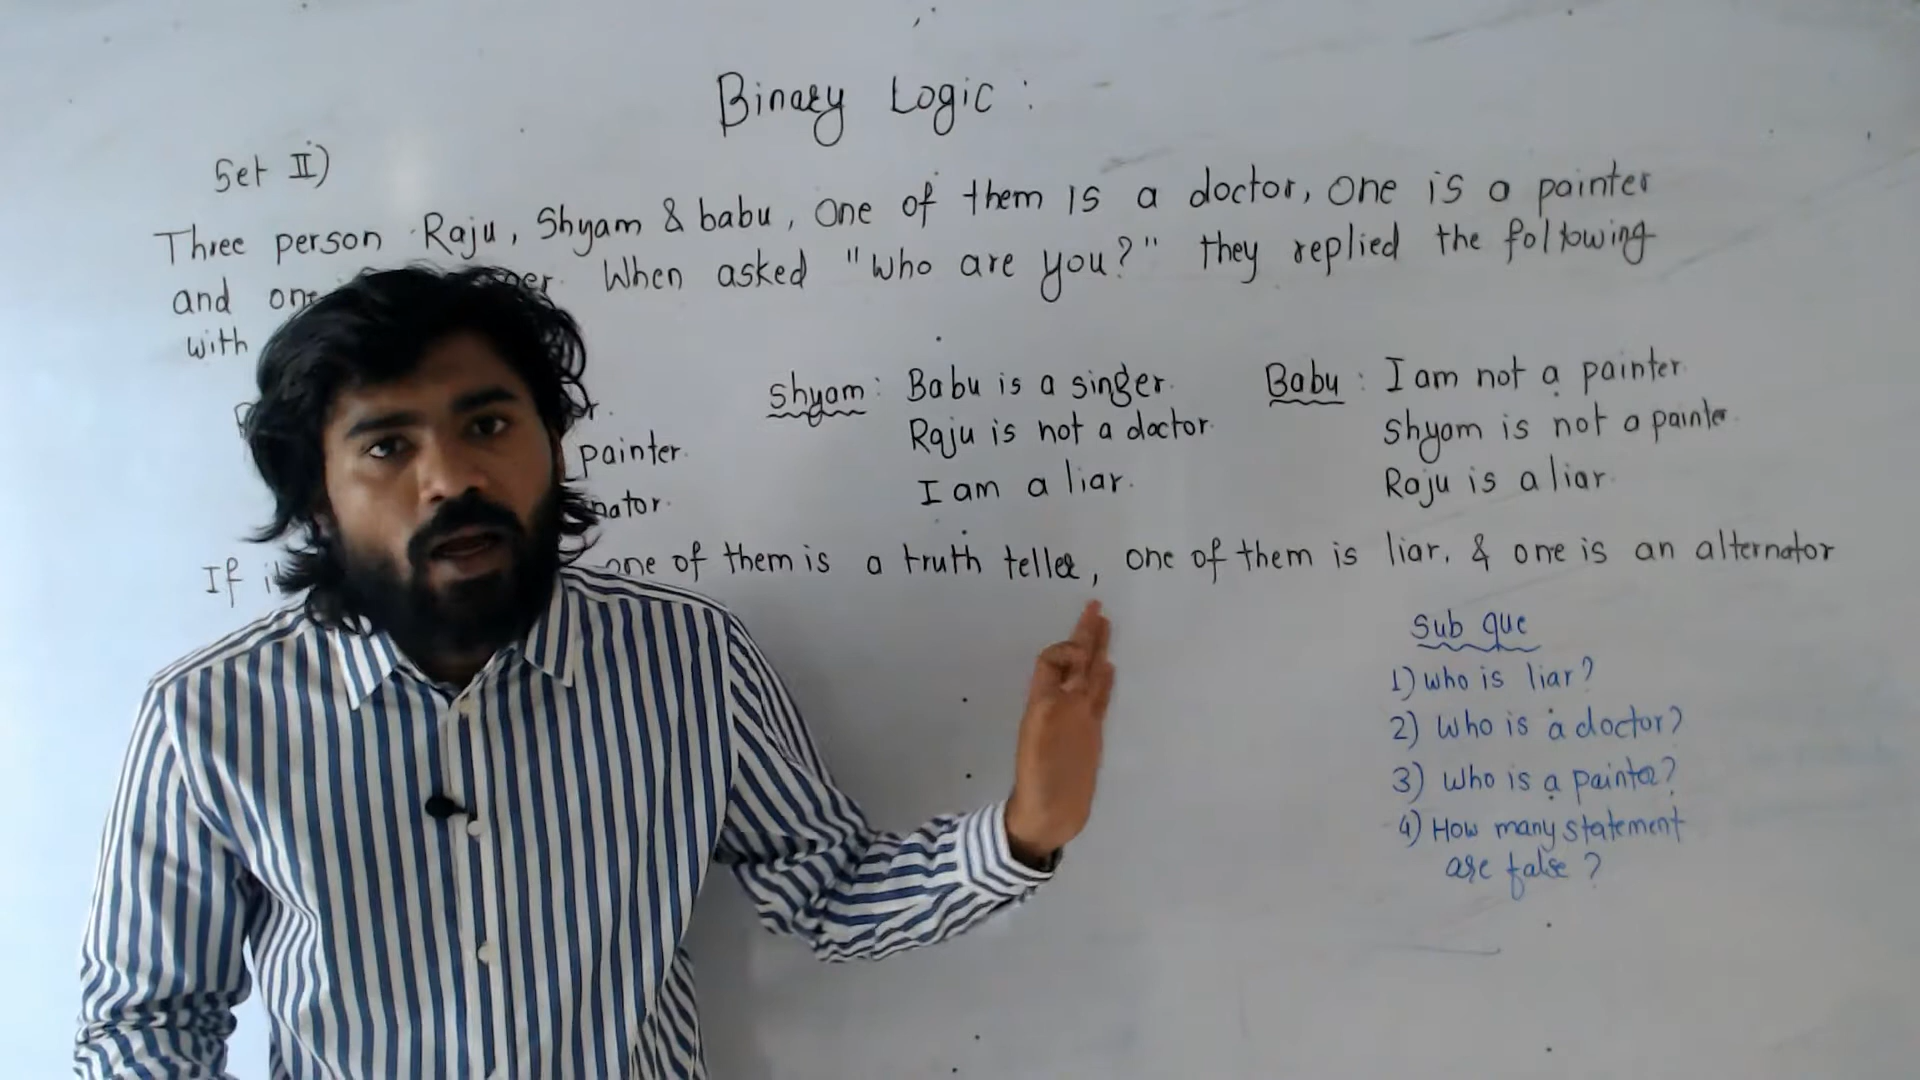 Binary Logic :
Set II)
Three person Raju, Shyam & babu, one of them is a doctor, one is a painter
and one When asked "who are you?" they replied the following
with
painter.
Shyam : Babu is a singer.
Raju is not a doctor.
I am a liar.
Babu : I am not a painter.
Shyam is not a painter.
Raju is a liar.
If one of them is a truth teller, one of them is liar, & one is an alternator
Sub que
1) Who is liar?
2) Who is a doctor?
3) Who is a painter?
4) How many statement
are false ?